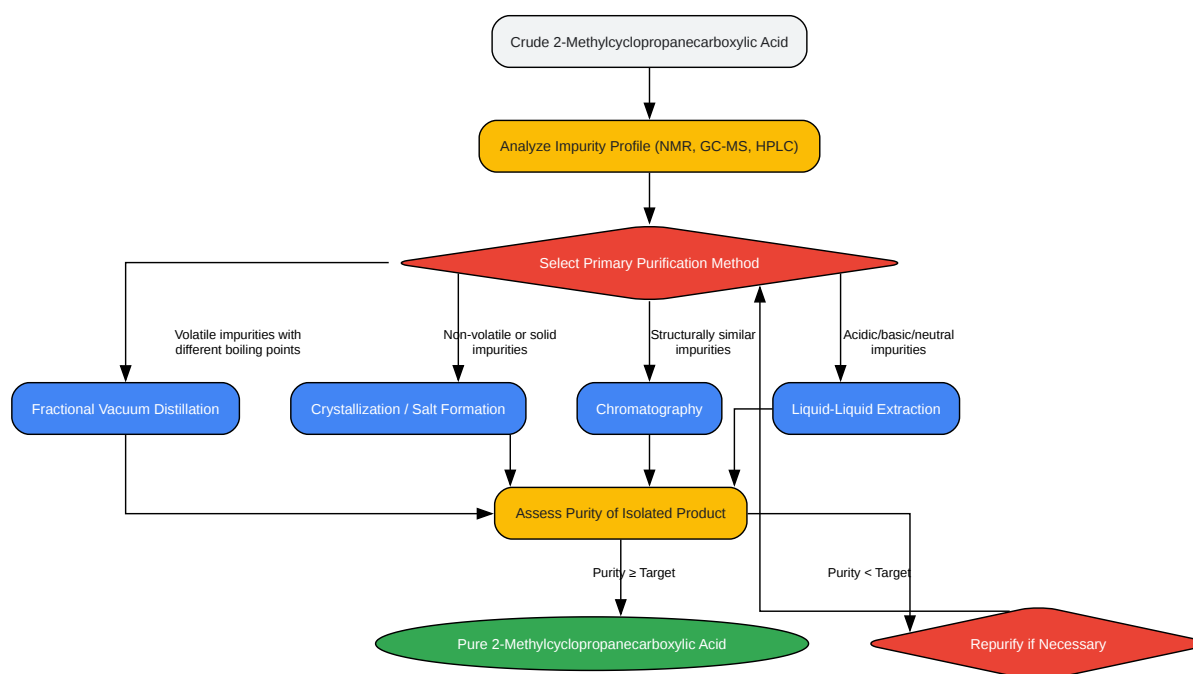 Crude 2-Methylcyclopropanecarboxylic Acid
Analyze Impurity Profile (NMR, GC-MS, HPLC)
Select Primary Purification Method
Volatile impurities with
different boiling points
Non-volatile or solid
impurities
Structurally similar
impurities
Acidic/basic/neutral
impurities
Fractional Vacuum Distillation
Crystallization / Salt Formation
Chromatography
Liquid-Liquid Extraction
Assess Purity of Isolated Product
Purity ≥ Target
Purity < Target
Pure 2-Methylcyclopropanecarboxylic Acid
Repurify if Necessary